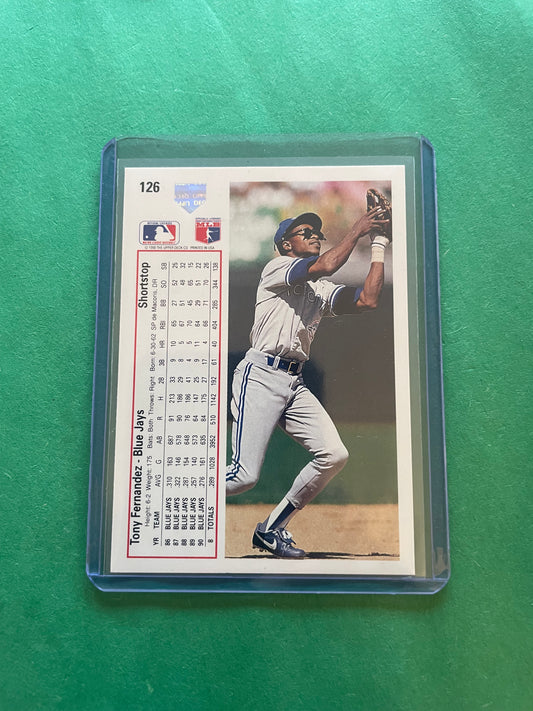 126
MLB
© 1990 THE UPPER DECK CO. PRINTED IN USA
Tony Fernandez - Blue Jays Shortstop
Height: 6-2 Weight: 175 Bats: Both Throws: Right Born: 6-30-62 SP de Macoris, DR
YR TEAM AVG G AB R H 2B 3B HR RBI BB SO SB
86 BLUE JAYS .310 163 687 91 213 33 9 10 65 27 52 25
87 BLUE JAYS .322 146 578 90 186 29 8 5 67 51 48 32
88 BLUE JAYS .287 154 648 76 186 41 4 5 70 45 65 15
89 BLUE JAYS .257 140 573 64 147 25 9 11 64 29 51 22
90 BLUE JAYS .276 161 635 84 175 27 17 4 66 71 70 26
8 TOTALS .289 1028 3952 510 1142 192 61 40 404 285 344 138